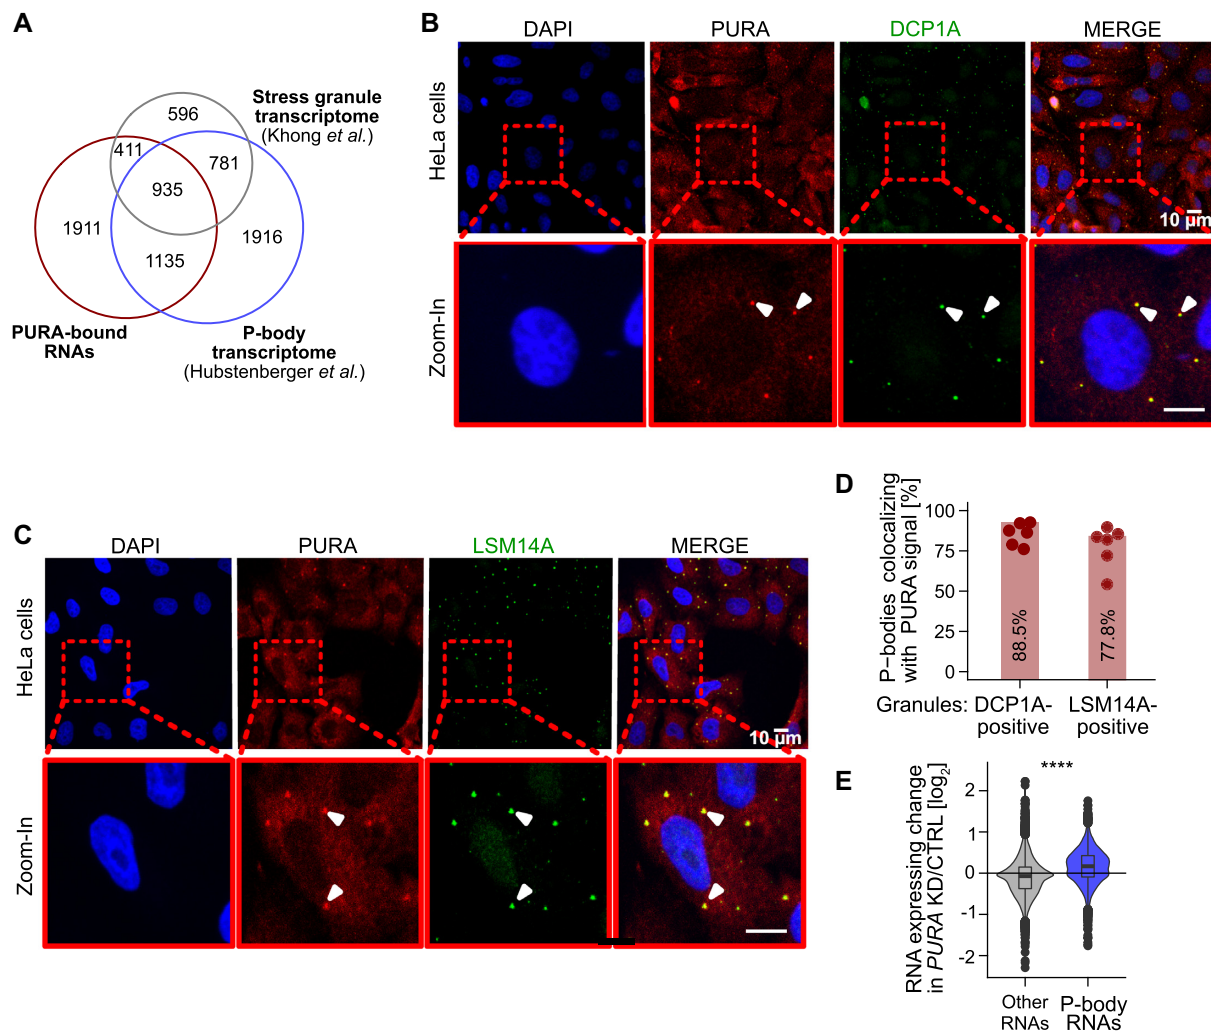 A
Stress granule
transcriptome
(Khong et al.)
596
411
781
935
1911
1916
1135
PURA-bound
RNAs
P-body
transcriptome
(Hubstenberger et al.)
B
DAPI
PURA
DCP1A
MERGE
HeLa cells
10 µm
Zoom-In
C
DAPI
PURA
LSM14A
MERGE
HeLa cells
10 µm
Zoom-In
D
P−bodies colocalizing
with PURA signal [%]
100
75
50
25
0
88.5%
77.8%
Granules: DCP1A-
positive
LSM14A-
positive
E
RNA expressing change
in PURA KD/CTRL [log2]
****
2
1
0
-1
-2
Other
RNAs
P-body
RNAs